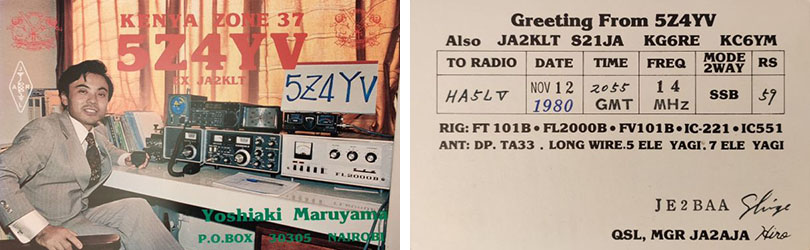 KENYA ZONE 37
5Z4YV
EX JA2KLT
5Z4YV
FL2000B
Yoshiaki Maruyama
P.O.BOX 30305 NAIROBI
Greeting From 5Z4YV
Also JA2KLT S21JA KG6RE KC6YM
TO RADIO DATE TIME FREQ MODE 2WAY RS
HA5LV NOV 12 1980 2055 GMT 14 MHz SSB 59
RIG: FT 101B • FL2000B • FV101B • IC-221 • IC551
ANT: DP. TA33 . LONG WIRE. 5 ELE YAGI. 7 ELE YAGI
JE2BAA Shige
QSL, MGR JA2AJA Hiro